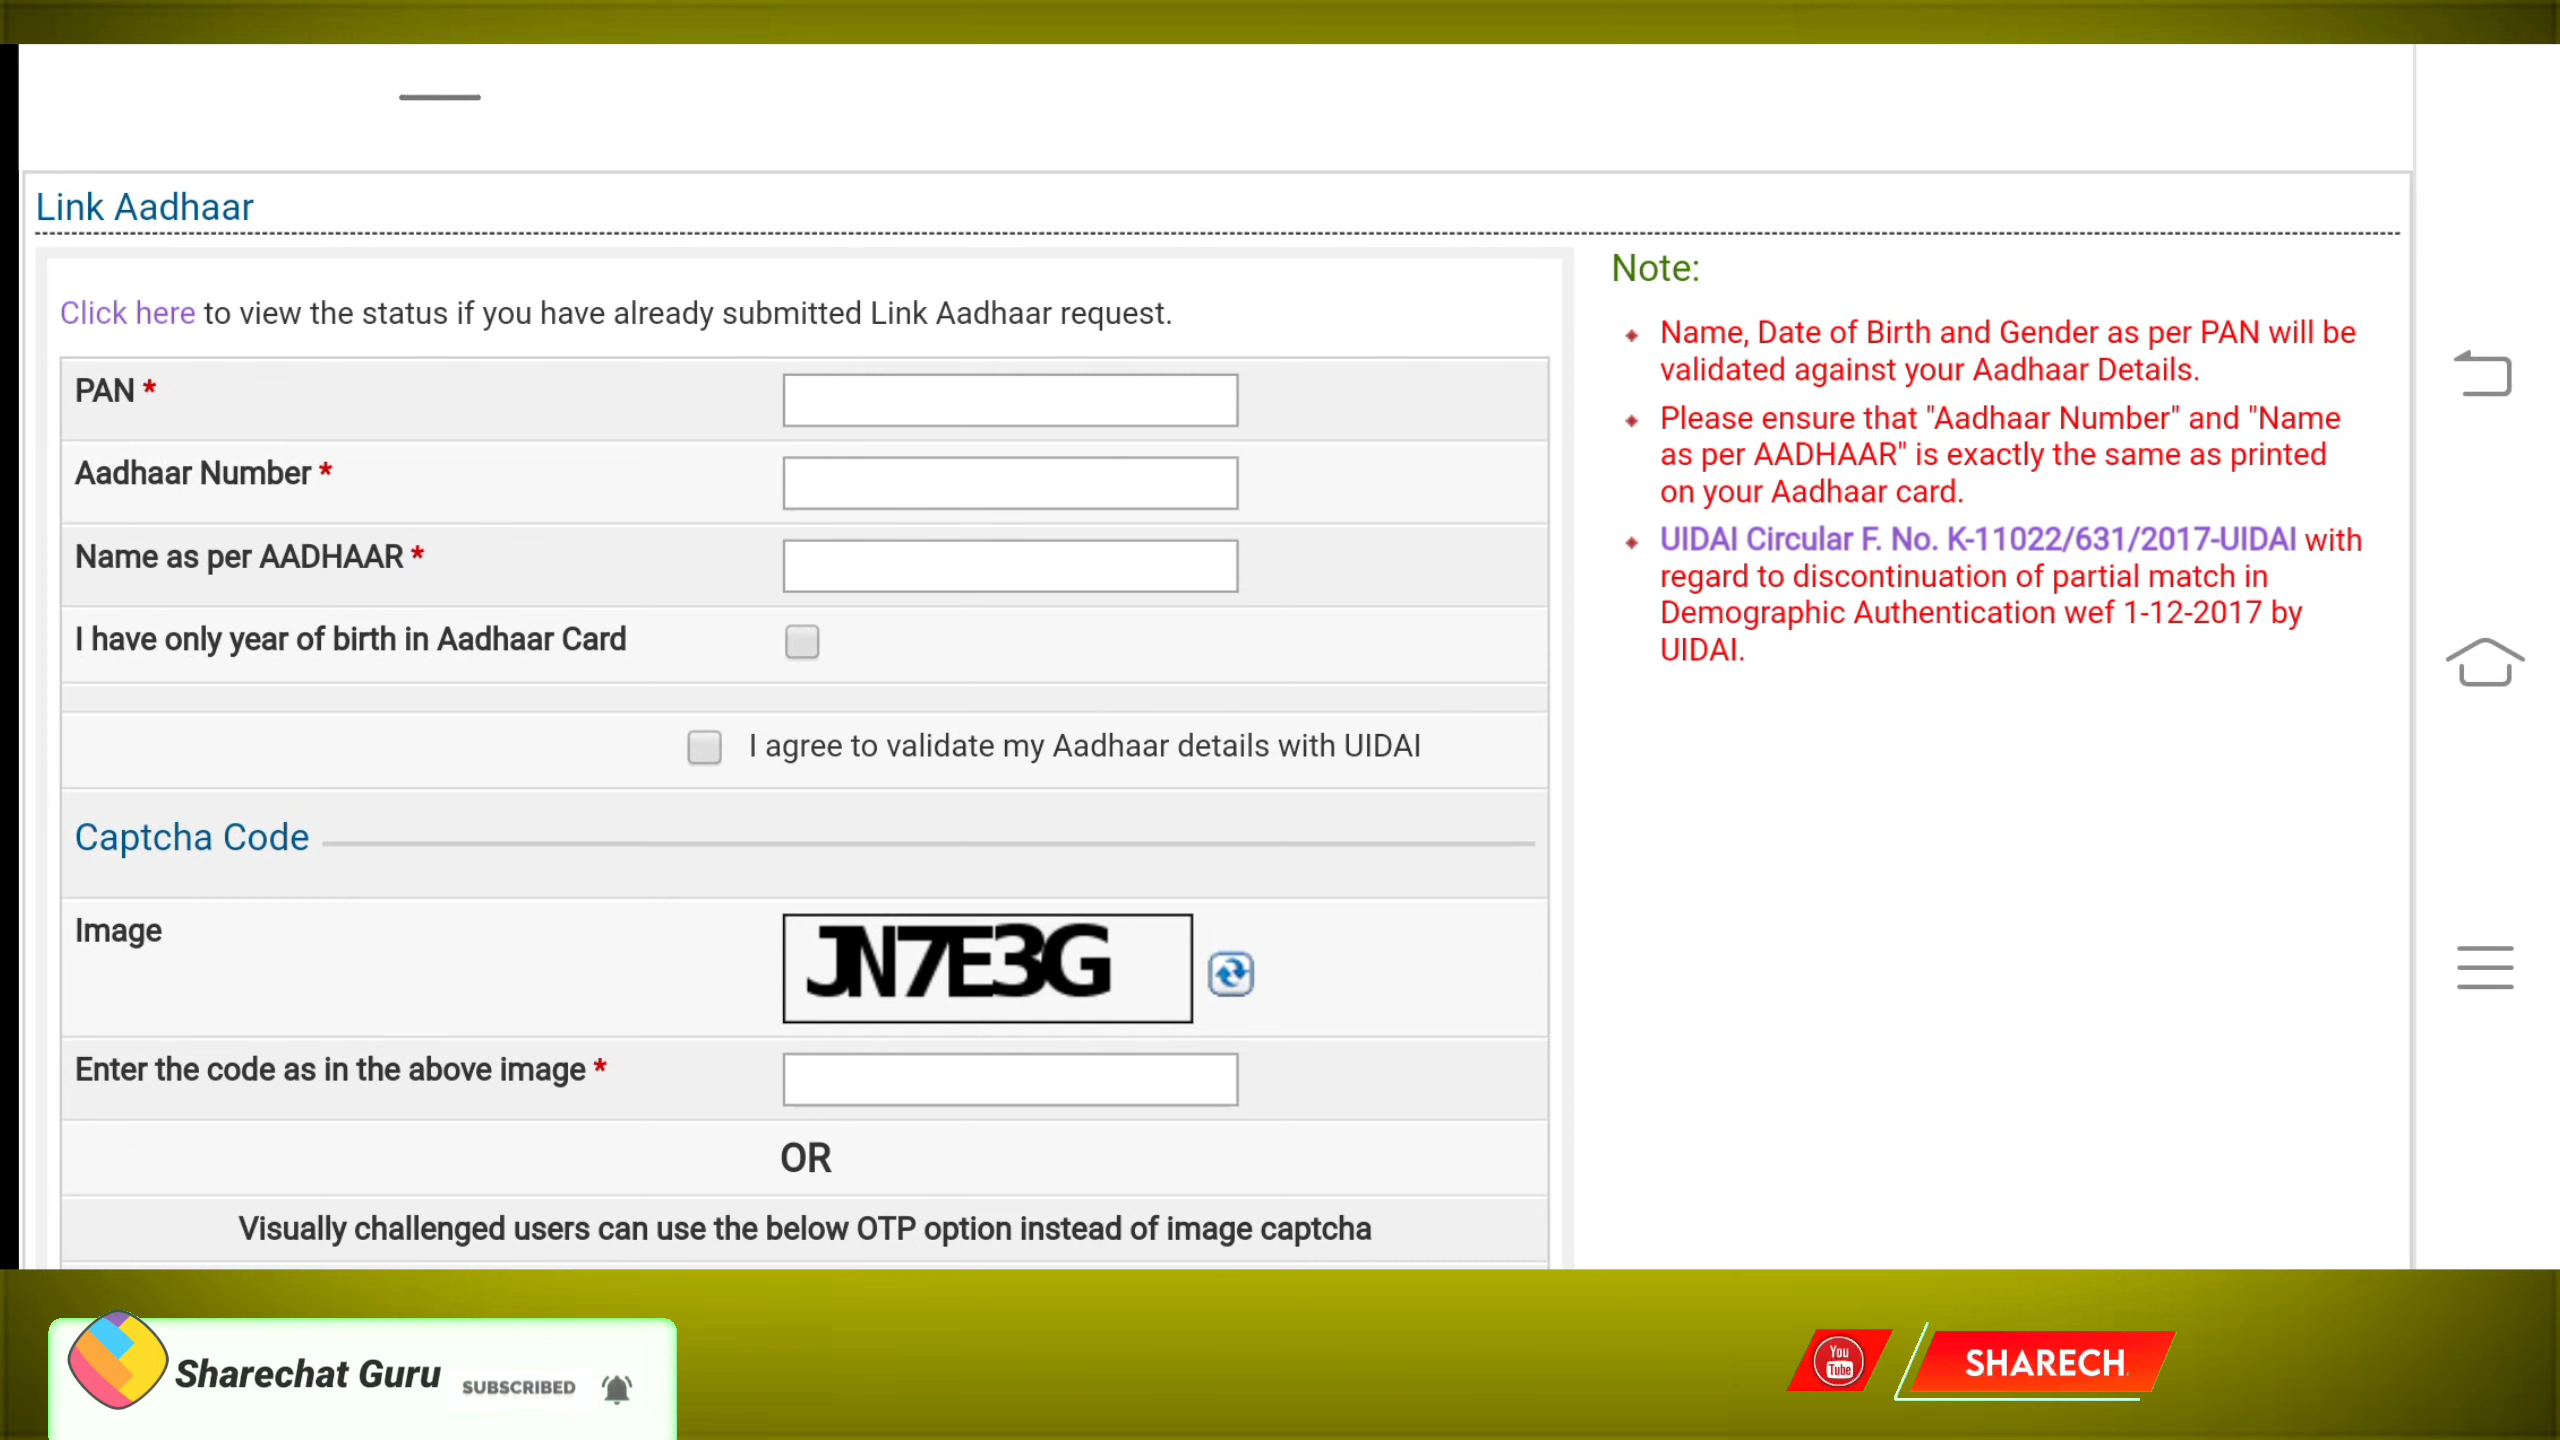 Link Aadhaar
Click here to view the status if you have already submitted Link Aadhaar request.
PAN *
Aadhaar Number *
Name as per AADHAAR *
I have only year of birth in Aadhaar Card
I agree to validate my Aadhaar details with UIDAI
Captcha Code
Image
JN7E3G
Enter the code as in the above image *
OR
Visually challenged users can use the below OTP option instead of image captcha
Note:
Name, Date of Birth and Gender as per PAN will be
validated against your Aadhaar Details.
Please ensure that "Aadhaar Number" and "Name
as per AADHAAR" is exactly the same as printed
on your Aadhaar card.
UIDAI Circular F. No. K-11022/631/2017-UIDAI with
regard to discontinuation of partial match in
Demographic Authentication wef 1-12-2017 by
UIDAI.
Sharechat Guru
SUBSCRIBED
You
Tube
SHARECH